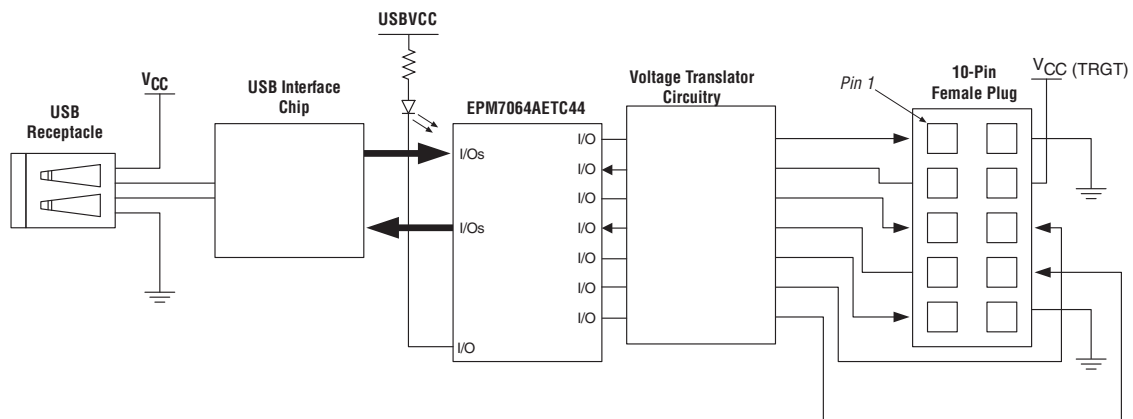 USBVCC
VCC
USB Interface
Chip
USB
Receptacle
EPM7064AETC44
Voltage Translator
Circuitry
Pin 1
10-Pin
Female Plug
VCC (TRGT)
I/Os
I/Os
I/O
I/O
I/O
I/O
I/O
I/O
I/O
I/O